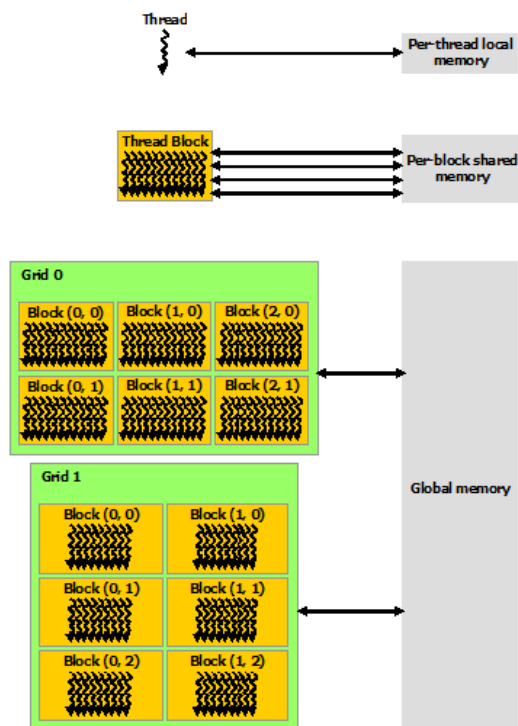 Thread
Per-thread local
memory
Thread Block
Per-block shared
memory
Grid 0
Block (0, 0) Block (1, 0) Block (2, 0)
Block (0, 1) Block (1, 1) Block (2, 1)
Grid 1
Block (0, 0) Block (1, 0)
Global memory
Block (0, 1) Block (1, 1)
Block (0, 2) Block (1, 2)